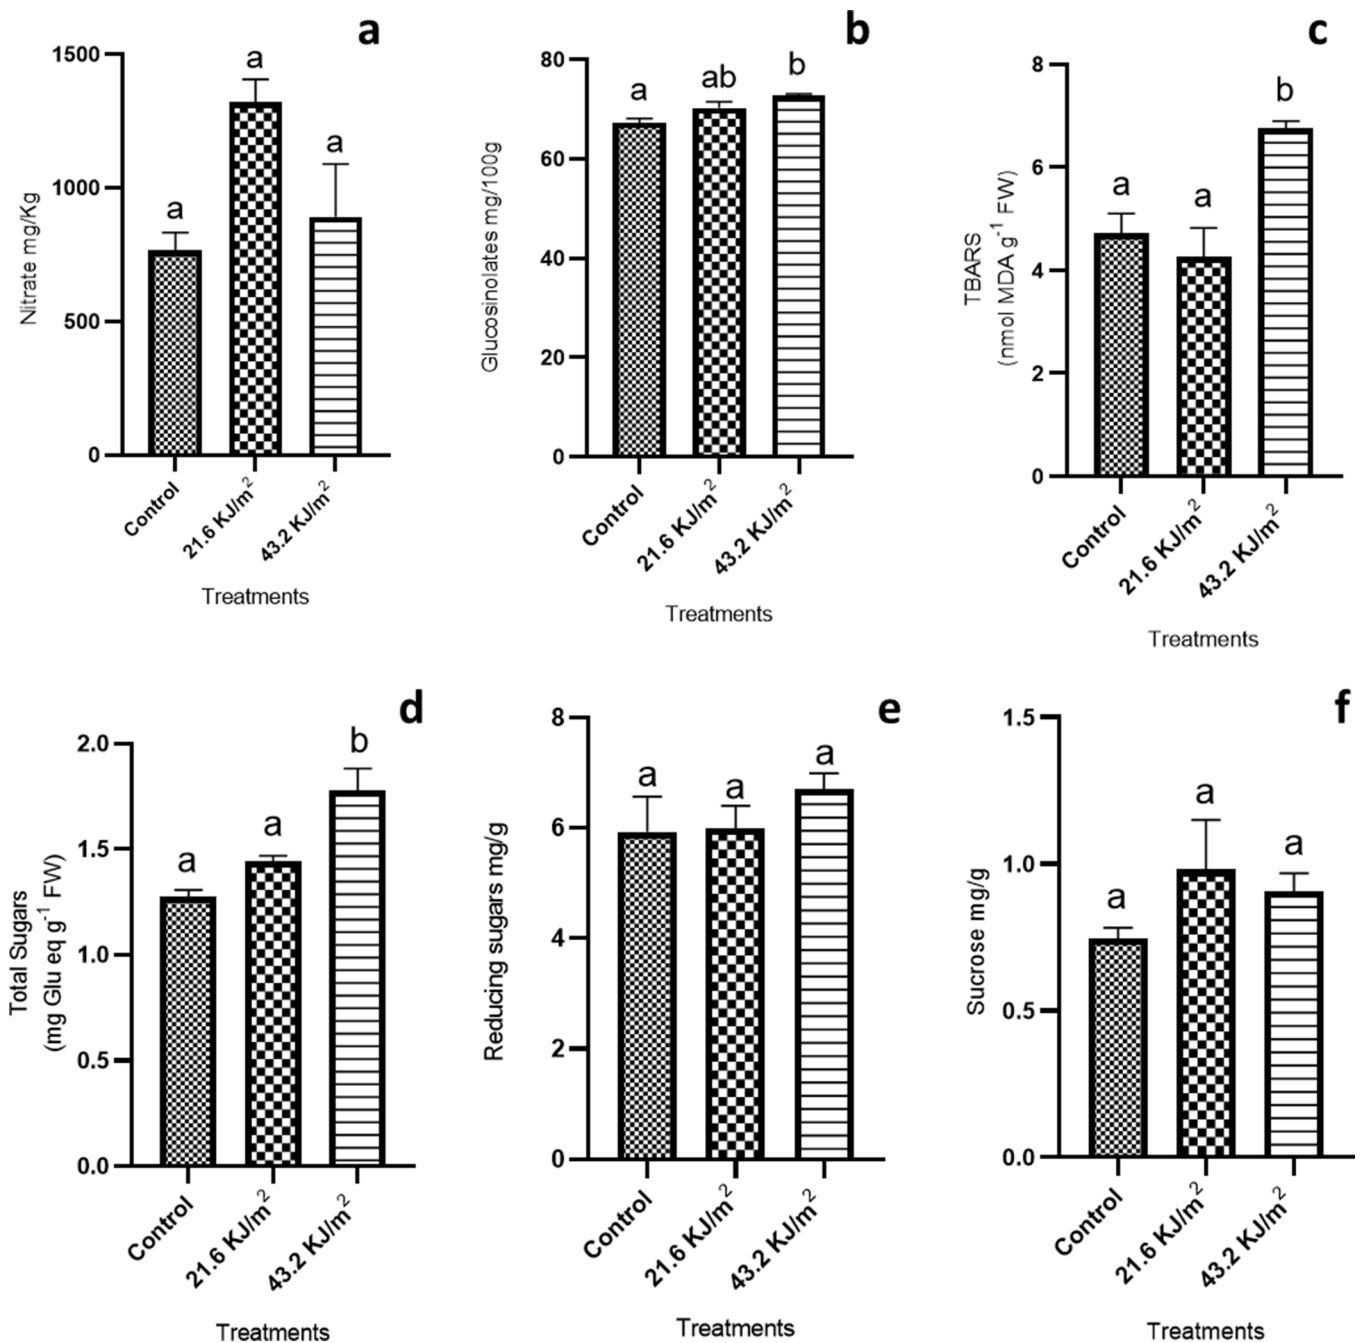 a
Nitrate mg/Kg
1500
1000
500
0
a
a
a
Control
21.6 KJ/m²
43.2 KJ/m²
Treatments
b
Glucosinolates mg/100g
80
60
40
20
0
a
ab
b
Control
21.6 KJ/m²
43.2 KJ/m²
Treatments
c
TBARS
(nmol MDA g⁻¹ FW)
8
6
4
2
0
a
a
b
Control
21.6 KJ/m²
43.2 KJ/m²
Treatments
d
Total Sugars
(mg Glu eq g⁻¹ FW)
2.0
1.5
1.0
0.5
0.0
a
a
b
Control
21.6 KJ/m²
43.2 KJ/m²
Treatments
e
Reducing sugars mg/g
8
6
4
2
0
a
a
a
Control
21.6 KJ/m²
43.2 KJ/m²
Treatments
f
Sucrose mg/g
1.5
1.0
0.5
0.0
a
a
a
Control
21.6 KJ/m²
43.2 KJ/m²
Treatments